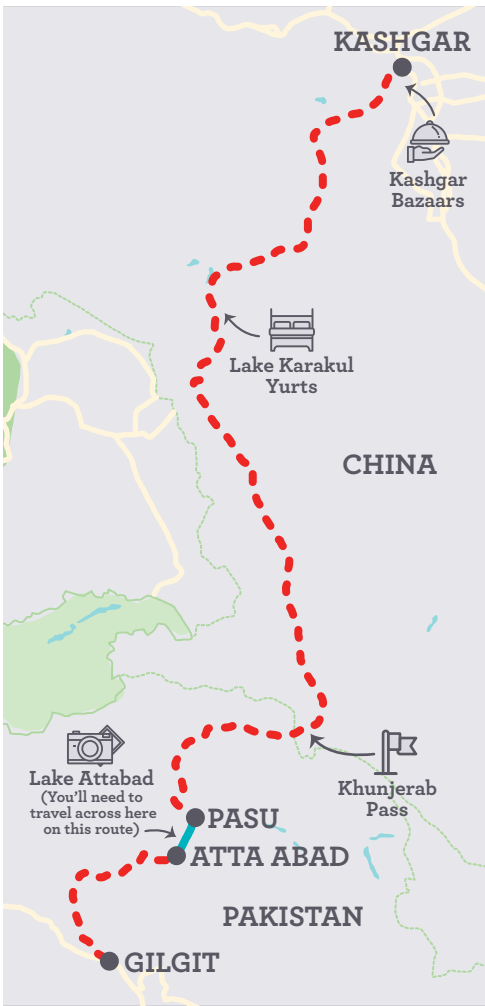 KASHGAR
Kashgar
Bazaars
Lake Karakul
Yurts
CHINA
Lake Attabad
(You'll need to
travel across here
on this route)
Khunjerab
Pass
PASU
ATTA ABAD
PAKISTAN
GILGIT